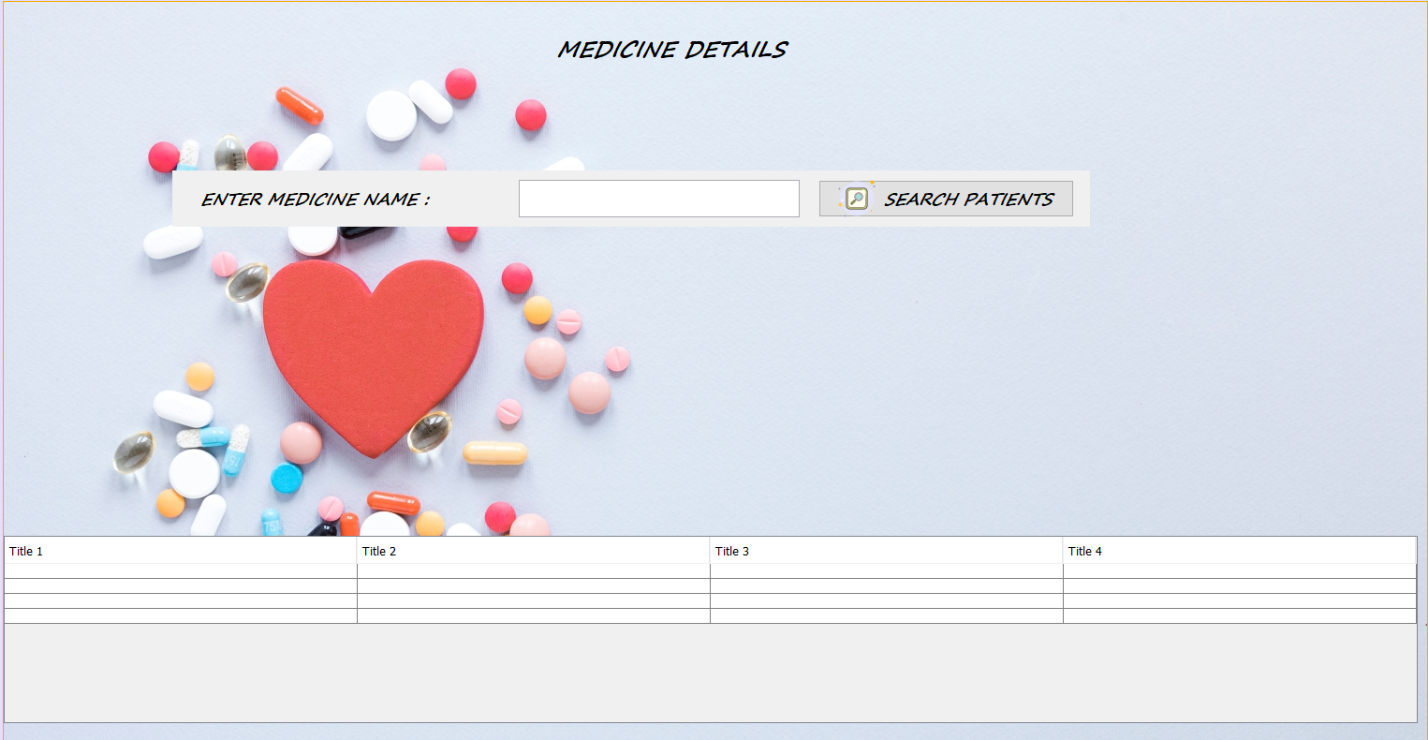 MEDICINE DETAILS
ENTER MEDICINE NAME :
SEARCH PATIENTS
Title 1 Title 2 Title 3 Title 4